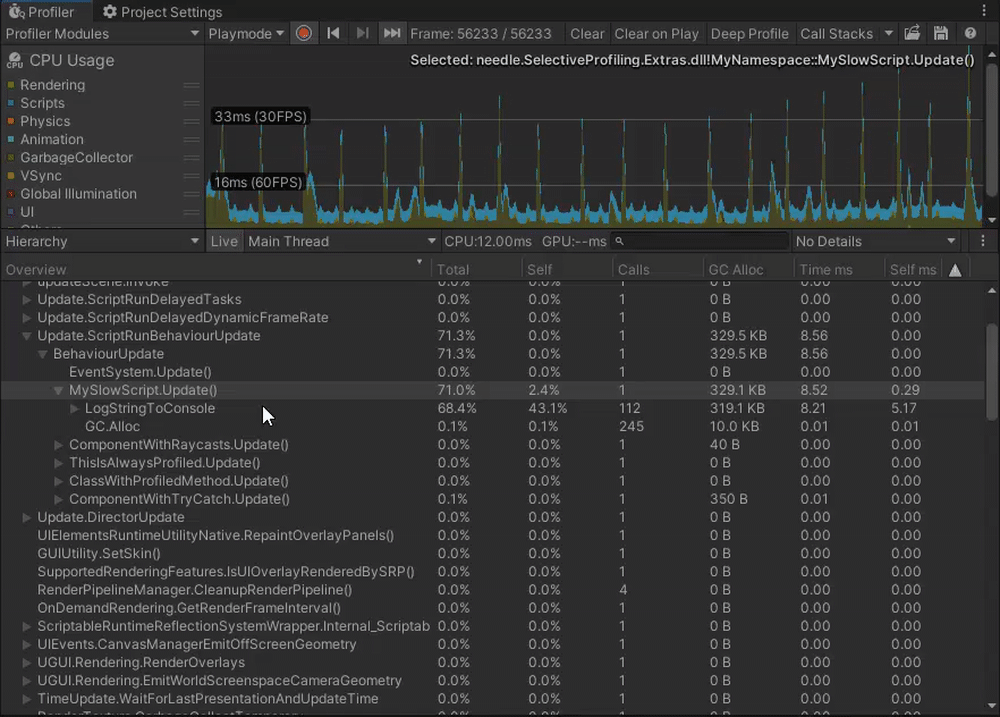 Profiler Project Settings
Profiler Modules Playmode Frame: 56233 / 56233 Clear Clear on Play Deep Profile Call Stacks
CPU Usage
Selected: needle.SelectiveProfiling.Extras.dll!MyNamespace::MySlowScript.Update()
Rendering
Scripts
Physics
Animation
GarbageCollector
VSync
Global Illumination
UI
Others
33ms (30FPS)
16ms (60FPS)
Hierarchy Live Main Thread CPU:12.00ms GPU:--ms No Details
Overview Total Self Calls GC Alloc Time ms Self ms
updateScene.Invoke 0.0% 0.0% 1 0 B 0.00 0.00
Update.ScriptRunDelayedTasks 0.0% 0.0% 1 0 B 0.00 0.00
Update.ScriptRunDelayedDynamicFrameRate 0.0% 0.0% 1 0 B 0.00 0.00
Update.ScriptRunBehaviourUpdate 71.3% 0.0% 1 329.5 KB 8.56 0.00
BehaviourUpdate 71.3% 0.0% 1 329.5 KB 8.56 0.00
EventSystem.Update() 0.0% 0.0% 1 0 B 0.00 0.00
MySlowScript.Update() 71.0% 2.4% 1 329.1 KB 8.52 0.29
LogStringToConsole 68.4% 43.1% 112 319.1 KB 8.21 5.17
GC.Alloc 0.1% 0.1% 245 10.0 KB 0.01 0.01
ComponentWithRaycasts.Update() 0.0% 0.0% 1 40 B 0.00 0.00
ThisIsAlwaysProfiled.Update() 0.0% 0.0% 1 0 B 0.00 0.00
ClassWithProfiledMethod.Update() 0.0% 0.0% 1 0 B 0.00 0.00
ComponentWithTryCatch.Update() 0.1% 0.0% 1 350 B 0.01 0.00
Update.DirectorUpdate 0.0% 0.0% 1 0 B 0.00 0.00
UIElementsRuntimeUtilityNative.RepaintOverlayPanels() 0.0% 0.0% 1 0 B 0.00 0.00
GUIUtility.SetSkin() 0.0% 0.0% 1 0 B 0.00 0.00
SupportedRenderingFeatures.IsUIOverlayRenderedBySRP() 0.0% 0.0% 1 0 B 0.00 0.00
RenderPipelineManager.CleanupRenderPipeline() 0.0% 0.0% 4 0 B 0.00 0.00
OnDemandRendering.GetRenderFrameInterval() 0.0% 0.0% 1 0 B 0.00 0.00
ScriptableRuntimeReflectionSystemWrapper.Internal_Scriptab 0.0% 0.0% 1 0 B 0.00 0.00
UIEvents.CanvasManagerEmitOffScreenGeometry 0.0% 0.0% 1 0 B 0.00 0.00
UGUI.Rendering.RenderOverlays 0.0% 0.0% 1 0 B 0.00 0.00
UGUI.Rendering.EmitWorldScreenspaceCameraGeometry 0.0% 0.0% 1 0 B 0.00 0.00
TimeUpdate.WaitForLastPresentationAndUpdateTime 0.0% 0.0% 1 0 B 0.00 0.00